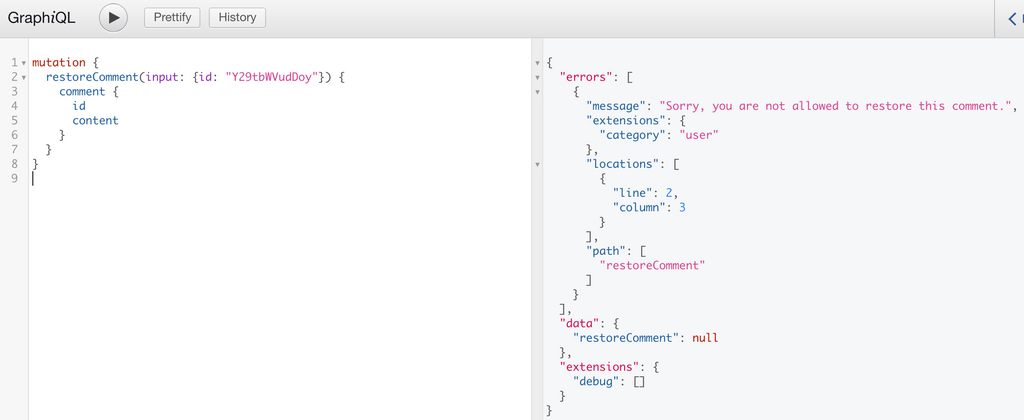 GraphiQL Prettify History
1 mutation {
2 restoreComment(input: {id: "Y29tbWVudDoy"}) {
3 comment {
4 id
5 content
6 }
7 }
8 }
9
{
"errors": [
{
"message": "Sorry, you are not allowed to restore this comment.",
"extensions": {
"category": "user"
},
"locations": [
{
"line": 2,
"column": 3
}
],
"path": [
"restoreComment"
]
}
],
"data": {
"restoreComment": null
},
"extensions": {
"debug": []
}
}